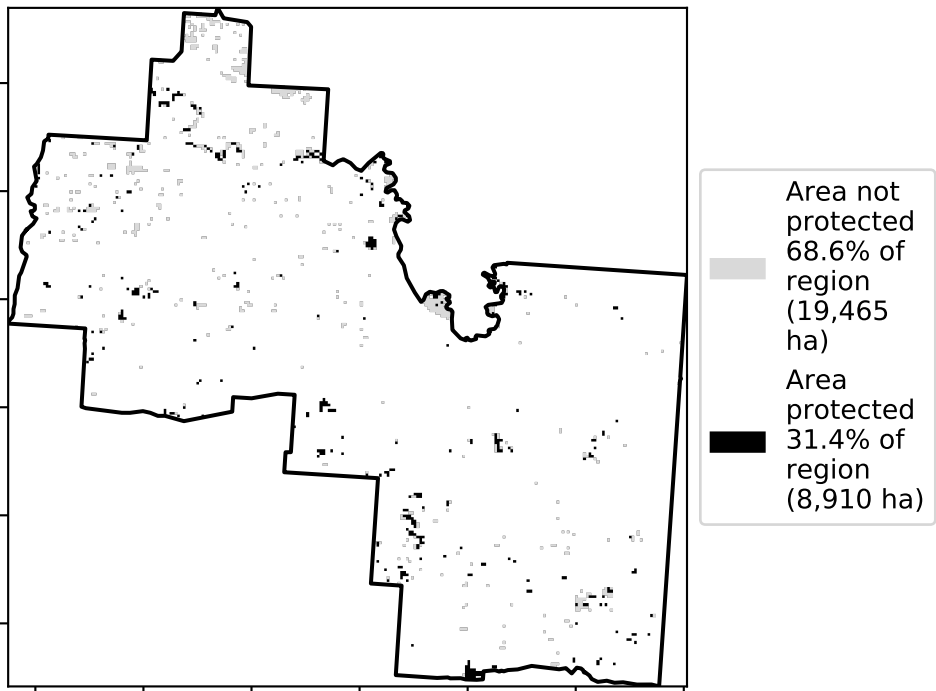 Area not
protected
68.6% of
region
(19,465
ha)
Area
protected
31.4% of
region
(8,910 ha)